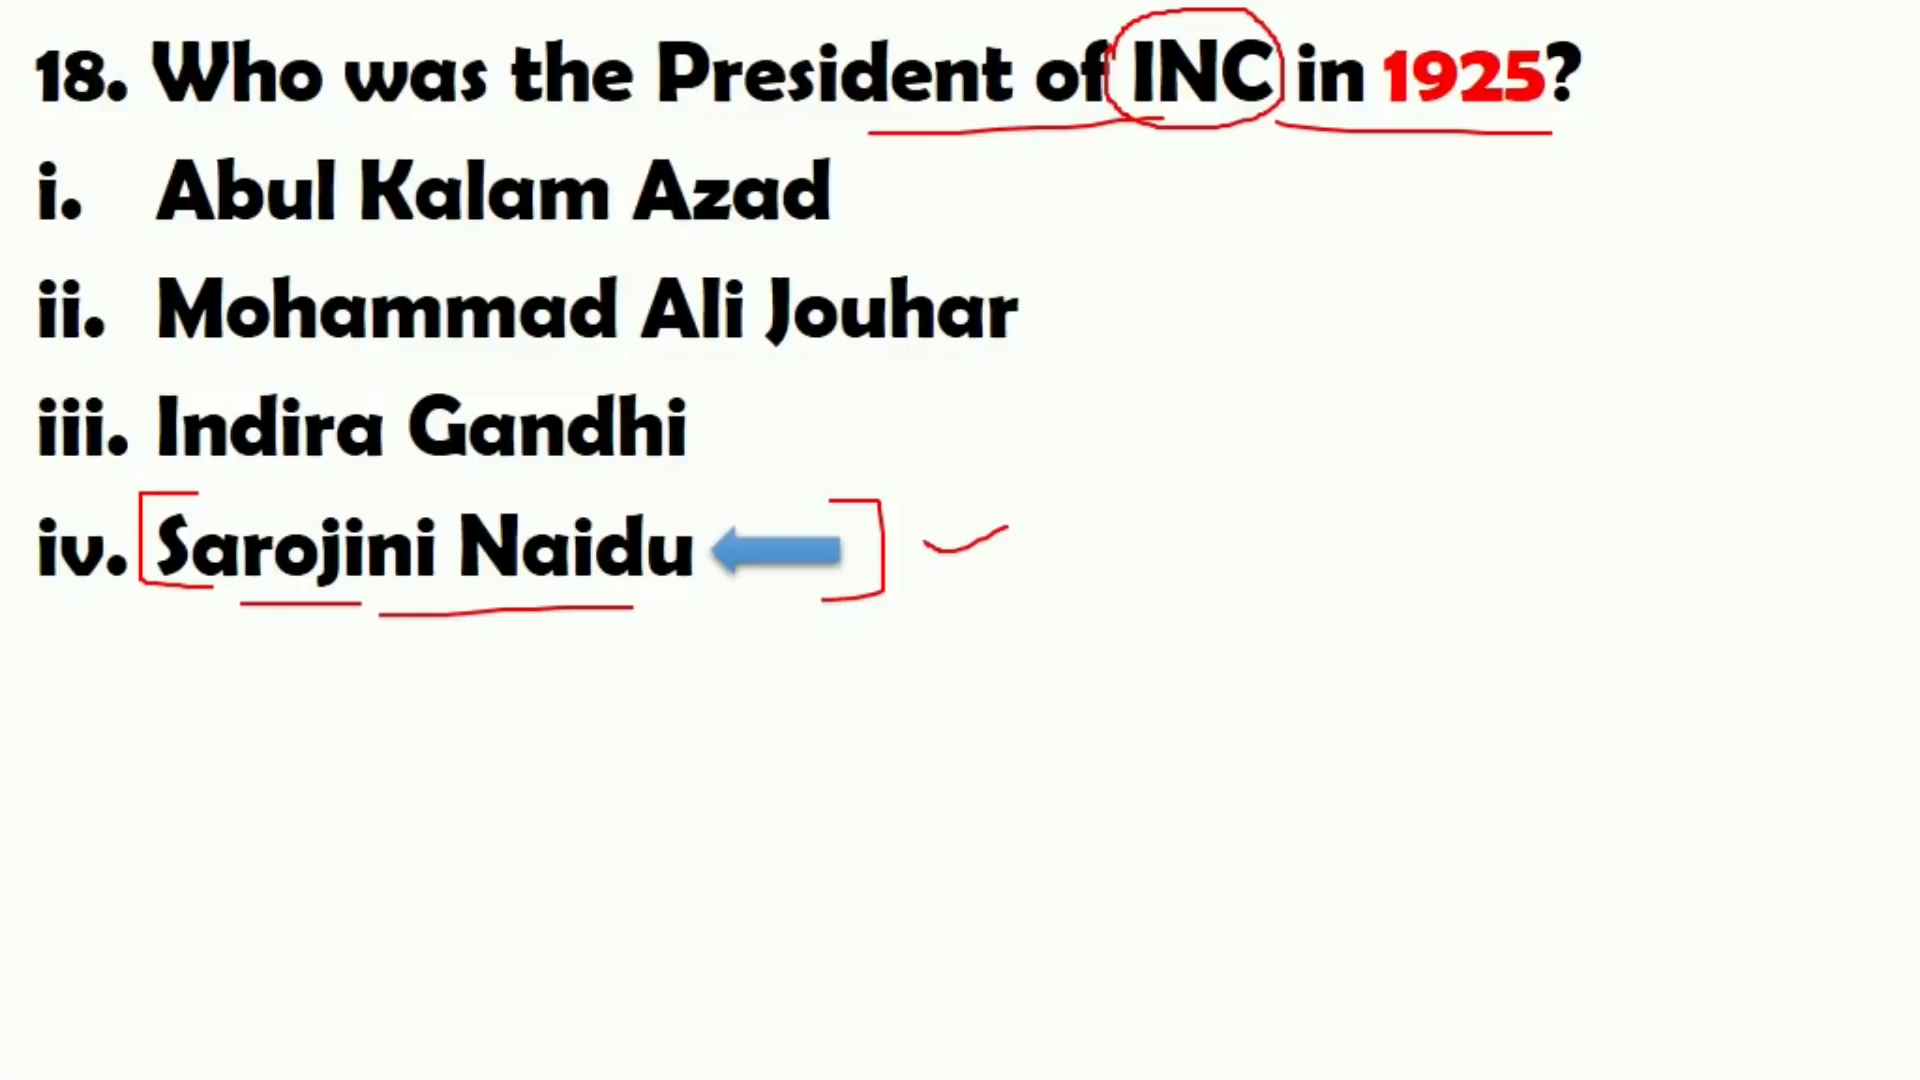 18. Who was the President of INC in 1925?
i. Abul Kalam Azad
ii. Mohammad Ali Jouhar
iii. Indira Gandhi
iv. Sarojini Naidu